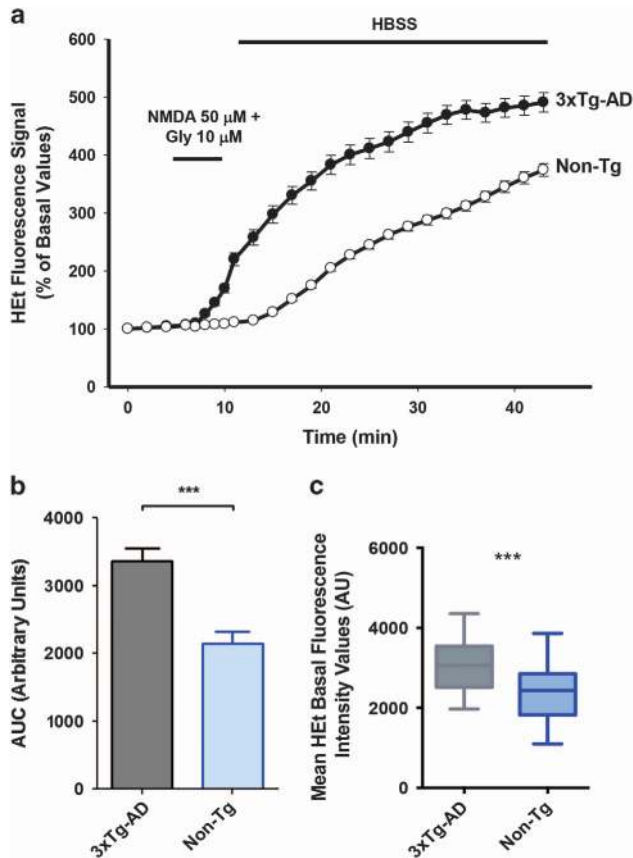 a
HBSS
600
500
400
300
200
100
0
NMDA 50 μM +
Gly 10 μM
3xTg-AD
Non-Tg
HEt Fluorescence Signal
(% of Basal Values)
0 10 20 30 40
Time (min)
b
***
4000
3000
2000
1000
0
AUC (Arbitrary Units)
3xTg-AD
Non-Tg
c
***
6000
4000
2000
0
Mean HEt Basal Fluorescence
Intensity Values (AU)
3xTg-AD
Non-Tg